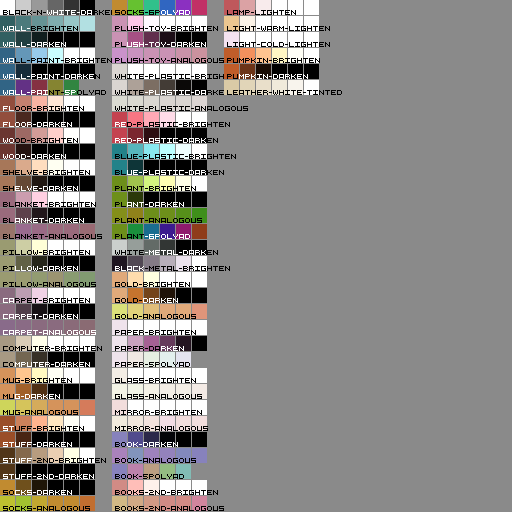 BLACK-N-WHITE-DARKE
WALL-BRIGHTEN
WALL-DARKEN
WALL-PAINT-BRIGHTEN
WALL-PAINT-DARKEN
WALL-PAINT-SPOLYAD
FLOOR-BRIGHTEN
FLOOR-DARKEN
WOOD-BRIGHTEN
WOOD-DARKEN
SHELVE-BRIGHTEN
SHELVE-DARKEN
BLANKET-BRIGHTEN
BLANKET-DARKEN
BLANKET-ANALOGOUS
PILLOW-BRIGHTEN
PILLOW-DARKEN
PILLOW-ANALOGOUS
CARPET-BRIGHTEN
CARPET-DARKEN
CARPET-ANALOGOUS
COMPUTER-BRIGHTEN
COMPUTER-DARKEN
MUG-BRIGHTEN
MUG-DARKEN
MUG-ANALOGOUS
STUFF-BRIGHTEN
STUFF-DARKEN
STUFF-2ND-BRIGHTEN
STUFF-2ND-DARKEN
SOCKS-DARKEN
SOCKS-ANALOGOUS
SOCKS-SPOLYAD
PLUSH-TOY-BRIGHTEN
PLUSH-TOY-DARKEN
PLUSH-TOY-ANALOGOUS
WHITE-PLASTIC-BRIGH
WHITE-PLASTIC-DARKE
WHITE-PLASTIC-ANALOGOUS
RED-PLASTIC-BRIGHTEN
RED-PLASTIC-DARKEN
BLUE-PLASTIC-BRIGHTEN
BLUE-PLASTIC-DARKEN
PLANT-BRIGHTEN
PLANT-DARKEN
PLANT-ANALOGOUS
PLANT-SPOLYAD
WHITE-METAL-DARKEN
BLACK-METAL-BRIGHTEN
GOLD-BRIGHTEN
GOLD-DARKEN
GOLD-ANALOGOUS
PAPER-BRIGHTEN
PAPER-DARKEN
PAPER-SPOLYAD
GLASS-BRIGHTEN
GLASS-ANALOGOUS
MIRROR-BRIGHTEN
MIRROR-ANALOGOUS
BOOK-DARKEN
BOOK-ANALOGOUS
BOOK-SPOLYAD
BOOKS-2ND-BRIGHTEN
BOOKS-2ND-ANALOGOUS
LAMP-LIGHTEN
LIGHT-WARM-LIGHTEN
LIGHT-COLD-LIGHTEN
PUMPKIN-BRIGHTEN
PUMPKIN-DARKEN
LEATHER-WHITE-TINTED